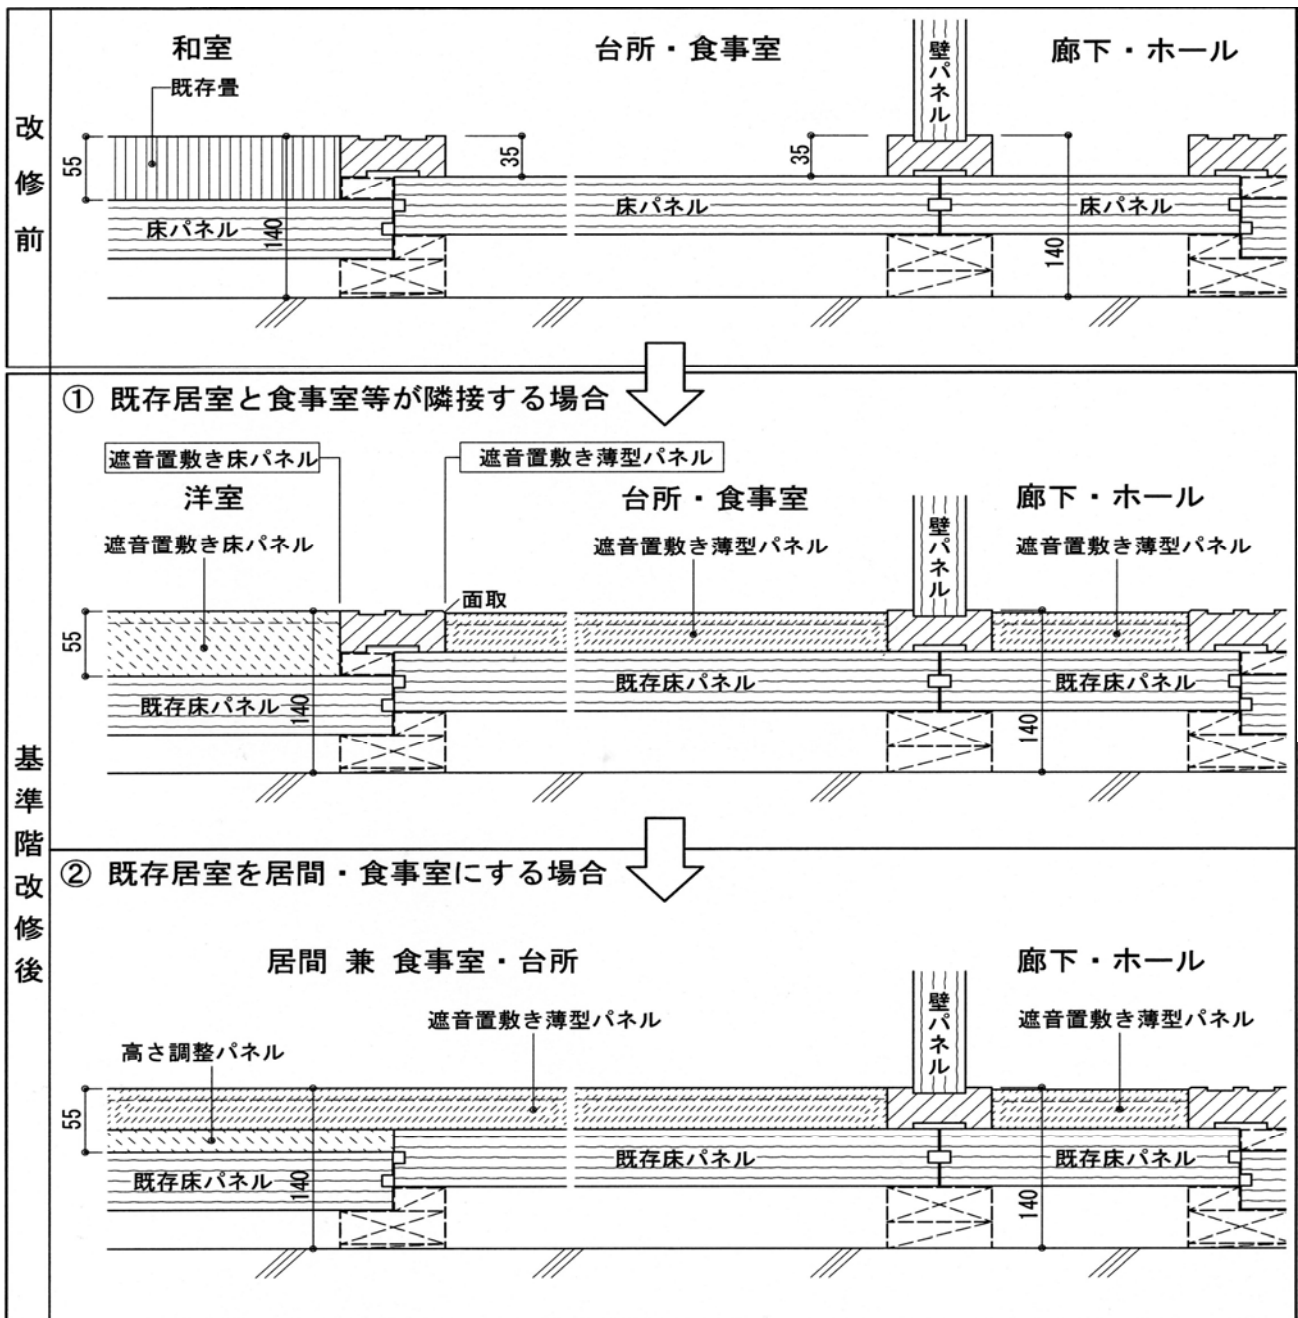 改修前
和室
台所・食事室
廊下・ホール
既存畳
壁パネル
55
35
35
床パネル
140
床パネル
床パネル
140
基準階改修後
① 既存居室と食事室等が隣接する場合
遮音置敷き床パネル
遮音置敷き薄型パネル
洋室
台所・食事室
廊下・ホール
遮音置敷き床パネル
遮音置敷き薄型パネル
壁パネル
遮音置敷き薄型パネル
面取
55
既存床パネル
140
既存床パネル
既存床パネル
140
② 既存居室を居間・食事室にする場合
居間 兼 食事室・台所
廊下・ホール
遮音置敷き薄型パネル
壁パネル
遮音置敷き薄型パネル
高さ調整パネル
55
既存床パネル
140
既存床パネル
既存床パネル
140